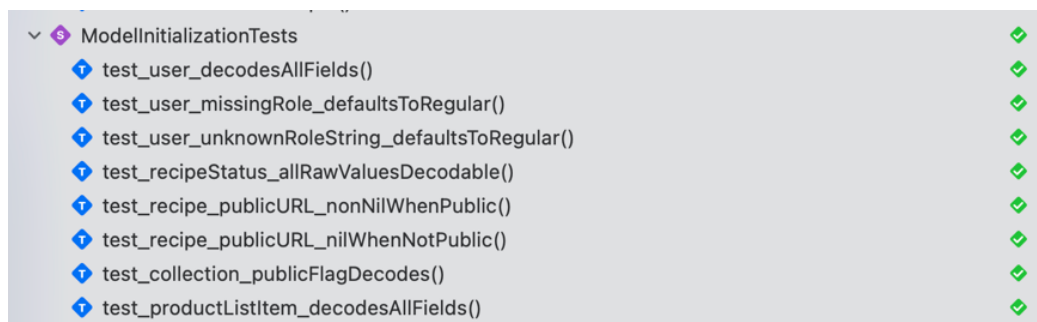 S ModelInitializationTests
T test_user_decodesAllFields()
T test_user_missingRole_defaultsToRegular()
T test_user_unknownRoleString_defaultsToRegular()
T test_recipeStatus_allRawValuesDecodable()
T test_recipe_publicURL_nonNilWhenPublic()
T test_recipe_publicURL_nilWhenNotPublic()
T test_collection_publicFlagDecodes()
T test_productListItem_decodesAllFields()